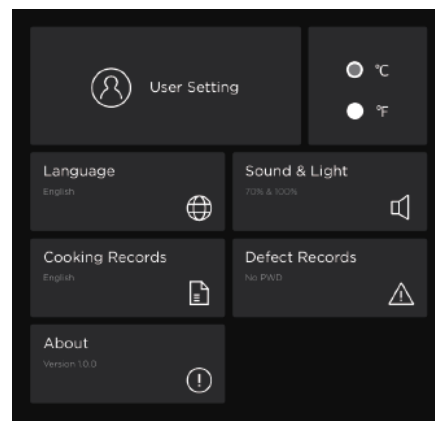 User Setting
°C
°F
Language
English
Sound & Light
70% & 100%
Cooking Records
English
Defect Records
No PWD
About
Version 1.0.0